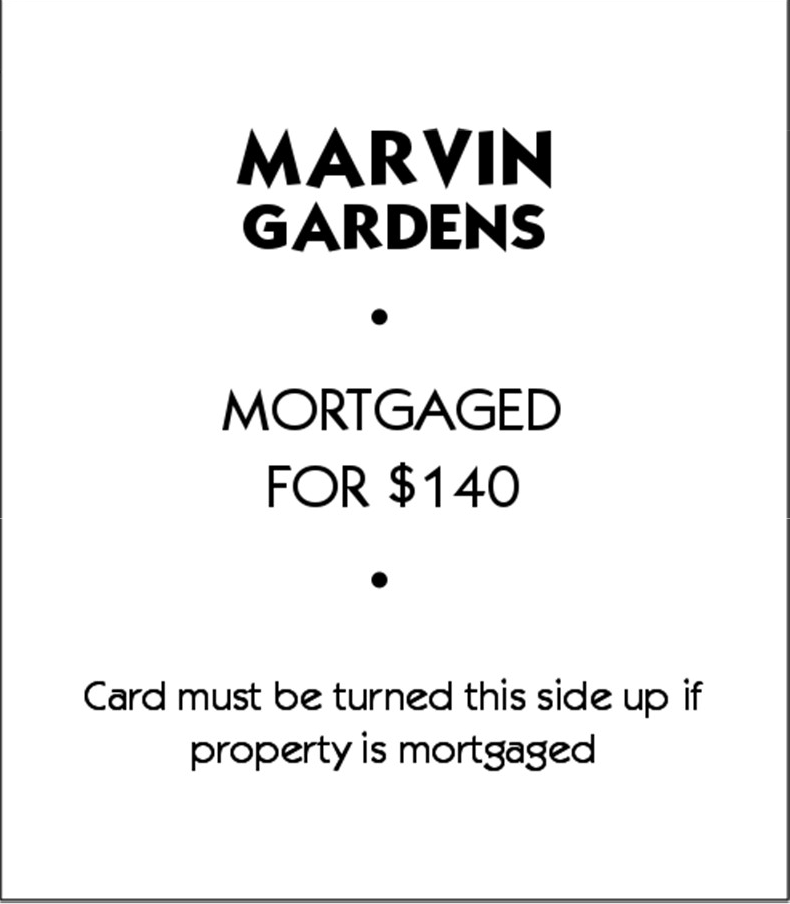 MARVIN
GARDENS
•
MORTGAGED
FOR $140
•
Card must be turned this side up if
property is mortgaged